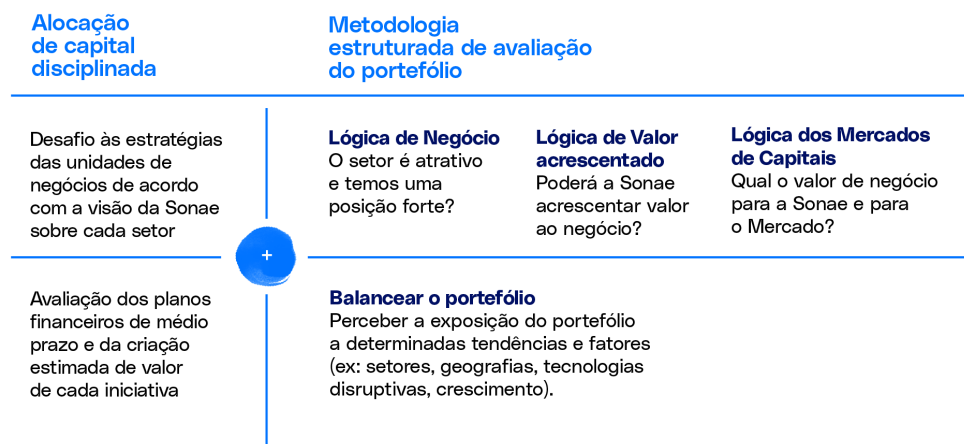 Alocação
de capital
disciplinada
Metodologia
estruturada de avaliação
do portefólio
Desafio às estratégias
das unidades de
negócios de acordo
com a visão da Sonae
sobre cada setor
Lógica de Negócio
O setor é atrativo
e temos uma
posição forte?
Lógica de Valor
acrescentado
Poderá a Sonae
acrescentar valor
ao negócio?
Lógica dos Mercados
de Capitais
Qual o valor de negócio
para a Sonae e para
o Mercado?
+
Avaliação dos planos
financeiros de médio
prazo e da criação
estimada de valor
de cada iniciativa
Balancear o portefólio
Perceber a exposição do portefólio
a determinadas tendências e fatores
(ex: setores, geografias, tecnologias
disruptivas, crescimento).